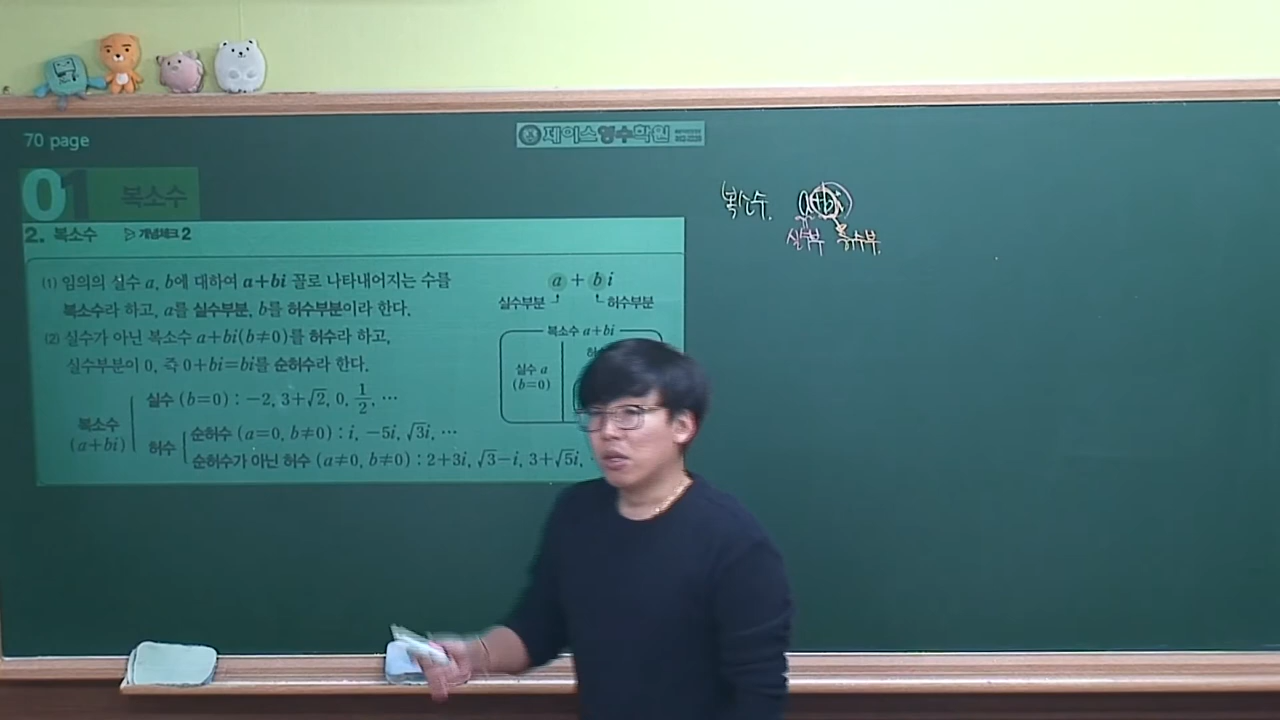 70 page
제이스영수학원
01 복소수
2. 복소수 ▷개념체크 2
(1) 임의의 실수 a, b에 대하여 a+bi 꼴로 나타내어지는 수를
복소수라 하고, a를 실수부분, b를 허수부분이라 한다.
(2) 실수가 아닌 복소수 a+bi(b≠0)를 허수라 하고,
실수부분이 0, 즉 0+bi=bi를 순허수라 한다.
복소수 (a+bi)
실수 (b=0) : -2, 3+√2, 0, 1/2, ⋯
허수
순허수 (a=0, b≠0) : i, -5i, √3i, ⋯
순허수가 아닌 허수 (a≠0, b≠0) : 2+3i, √3-i, 3+√5i,
a + bi
실수부분 허수부분
복소수 a+bi
실수 a
(b=0)
복소수. a+bi
실수부 허수부.